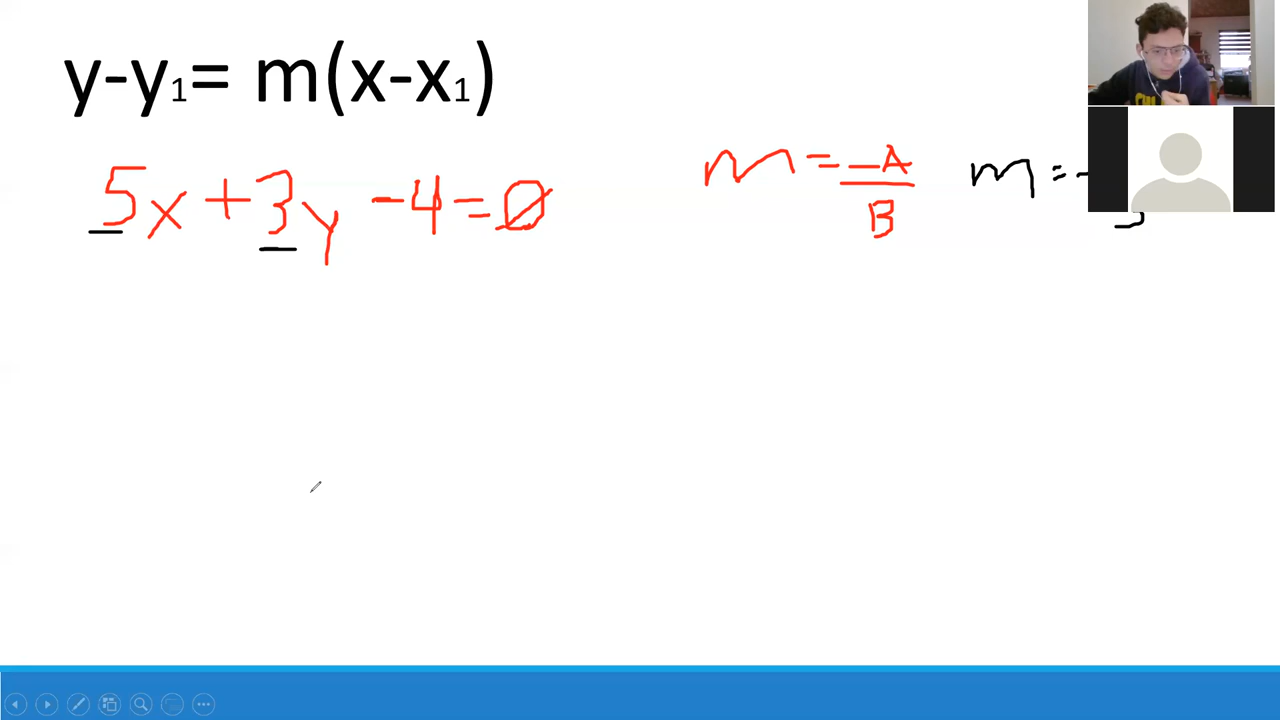 y-y₁= m(x-x₁)
5x + 3y - 4 = 0
m = -A/B m = -